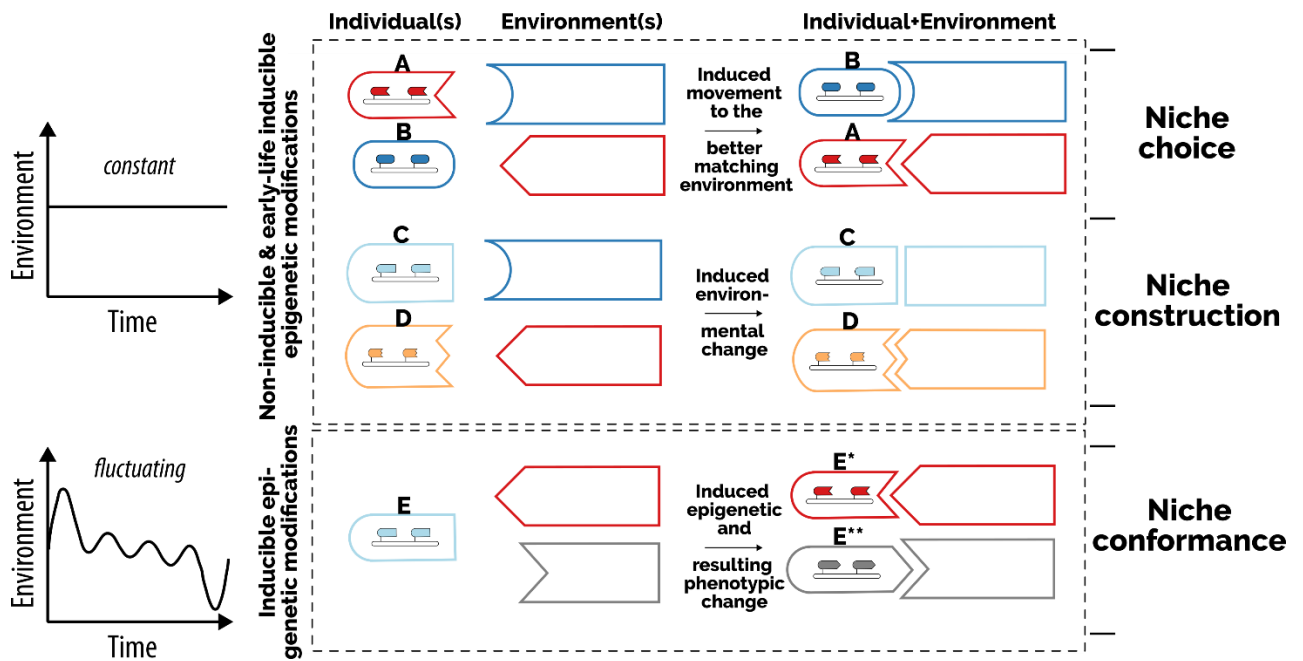 Individual(s)
Environment(s)
Individual+Environment
Environment
constant
Time
Non-inducible & early-life inducible
epigenetic modifications
A
B
Induced
movement
to the
better
matching
environment
B
A
Niche
choice
C
D
Induced
environ-
mental
change
C
D
Niche
construction
Environment
fluctuating
Time
Inducible epi-
genetic modifications
E
Induced
epigenetic
and
resulting
phenotypic
change
E*
E**
Niche
conformance